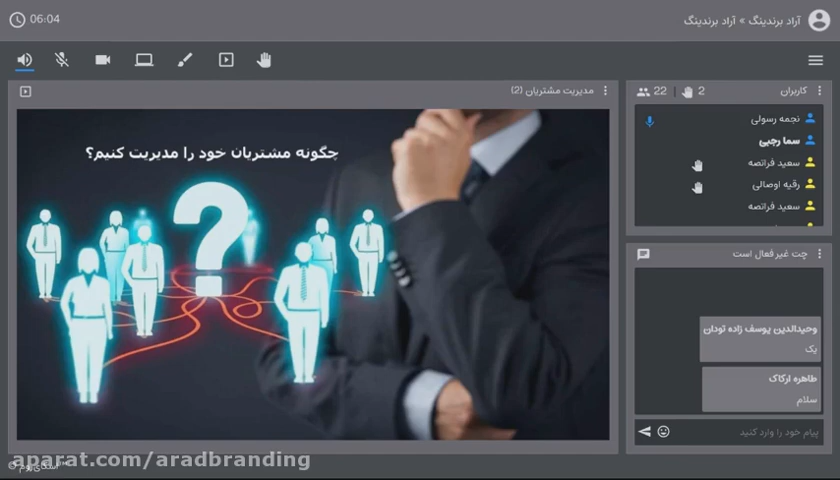 06:04
آراد برندینگ » آراد برندینگ
مدیریت مشتریان (2)
چگونه مشتریان خود را مدیریت کنیم؟
کاربران
2 | 22
نجمه رسولی
سما رجبی
سعید فراتصه
رقیه اوصالی
سعید فراتصه
چت غیر فعال است
وحیدالدین یوسف زاده تودان
یک
طاهره ارکاک
سلام
پیام خود را وارد کنید
aparat.com/aradbranding